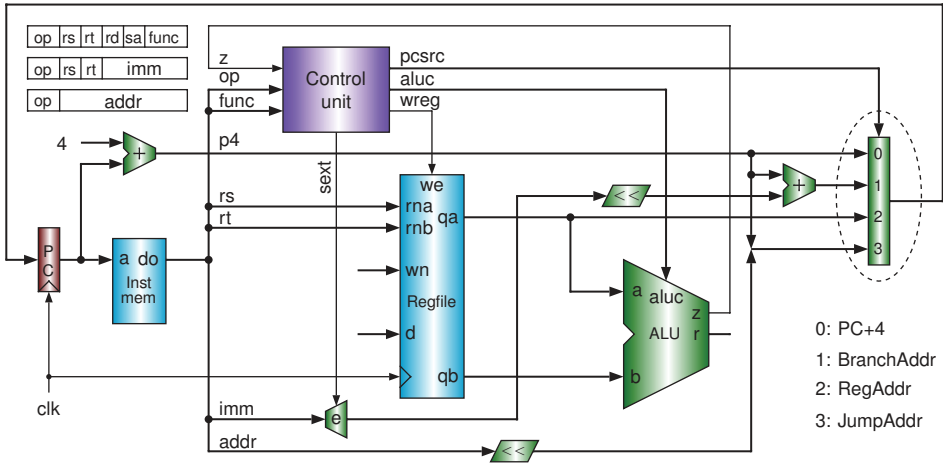 op rs rt rd sa func
op rs rt imm
op addr
z
op
func
Control
unit
pcsrc
aluc
wreg
4
+
p4
sext
rs
rt
we
rna
rnb
qa
wn
Regfile
d
qb
<<
+
0
1
2
3
P
C
a do
Inst
mem
a
aluc
z
ALU
r
b
clk
imm
e
addr
<<
0: PC+4
1: BranchAddr
2: RegAddr
3: JumpAddr